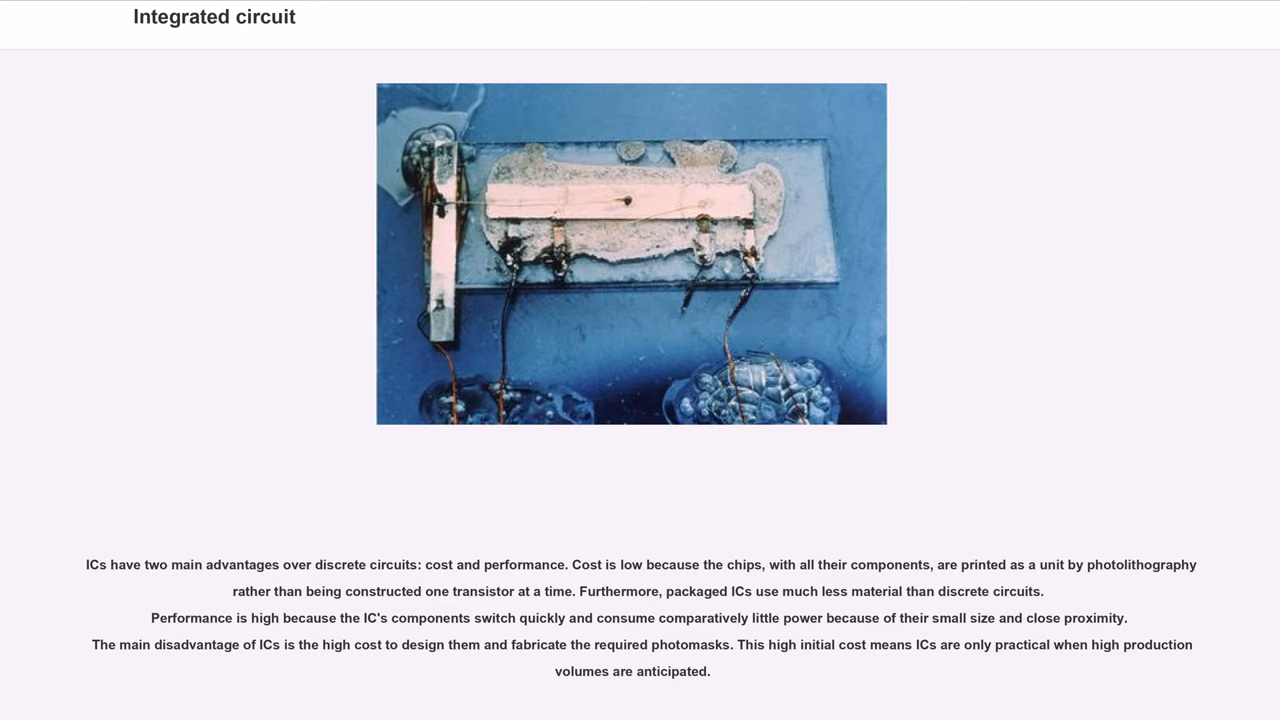 Integrated circuit
ICs have two main advantages over discrete circuits: cost and performance. Cost is low because the chips, with all their components, are printed as a unit by photolithography
rather than being constructed one transistor at a time. Furthermore, packaged ICs use much less material than discrete circuits.
Performance is high because the IC's components switch quickly and consume comparatively little power because of their small size and close proximity.
The main disadvantage of ICs is the high cost to design them and fabricate the required photomasks. This high initial cost means ICs are only practical when high production
volumes are anticipated.